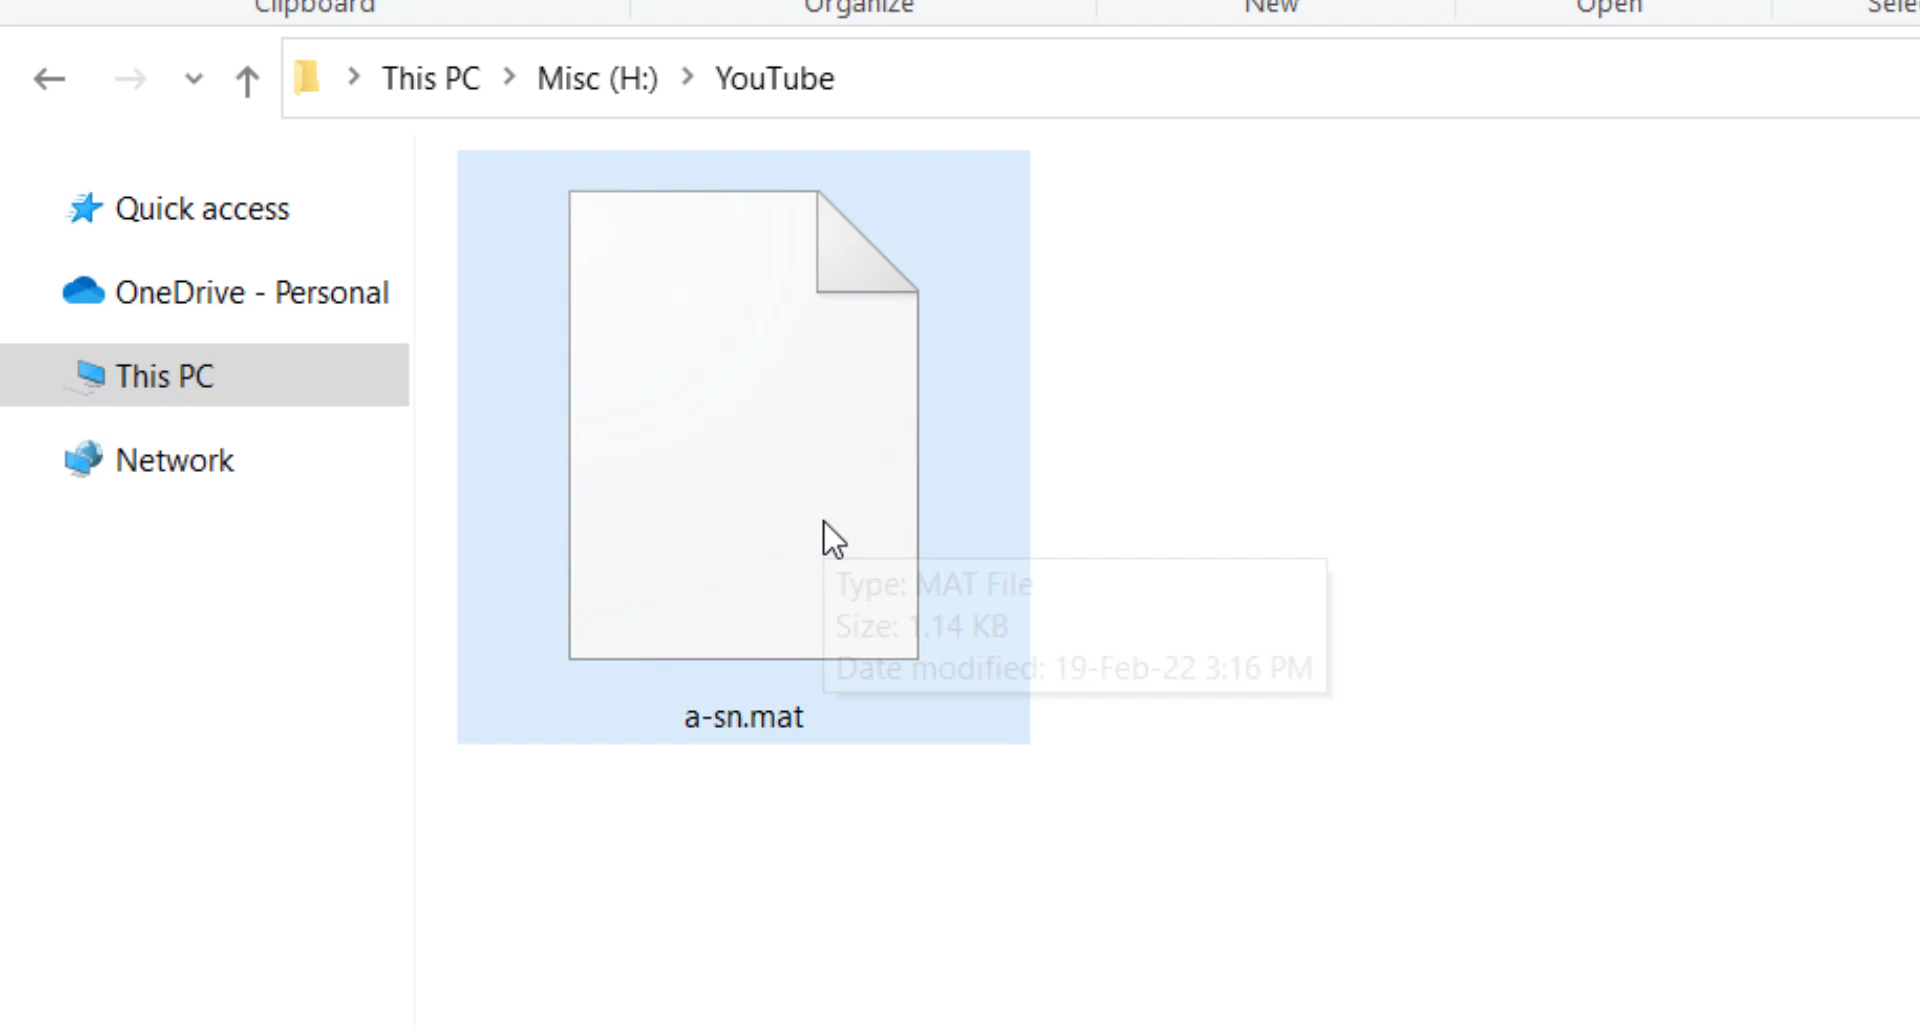 Clipboard
Organize
New
Open
This PC > Misc (H:) > YouTube
Quick access
OneDrive - Personal
This PC
Network
Type: MAT File
Size: 1.14 KB
Date modified: 19-Feb-22 3:16 PM
a-sn.mat